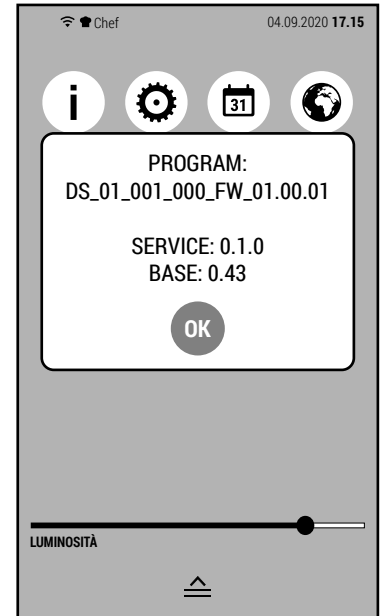 Chef 04.09.2020 17.15
i 31
PROGRAM:
DS_01_001_000_FW_01.00.01
SERVICE: 0.1.0
BASE: 0.43
OK
LUMINOSITÀ